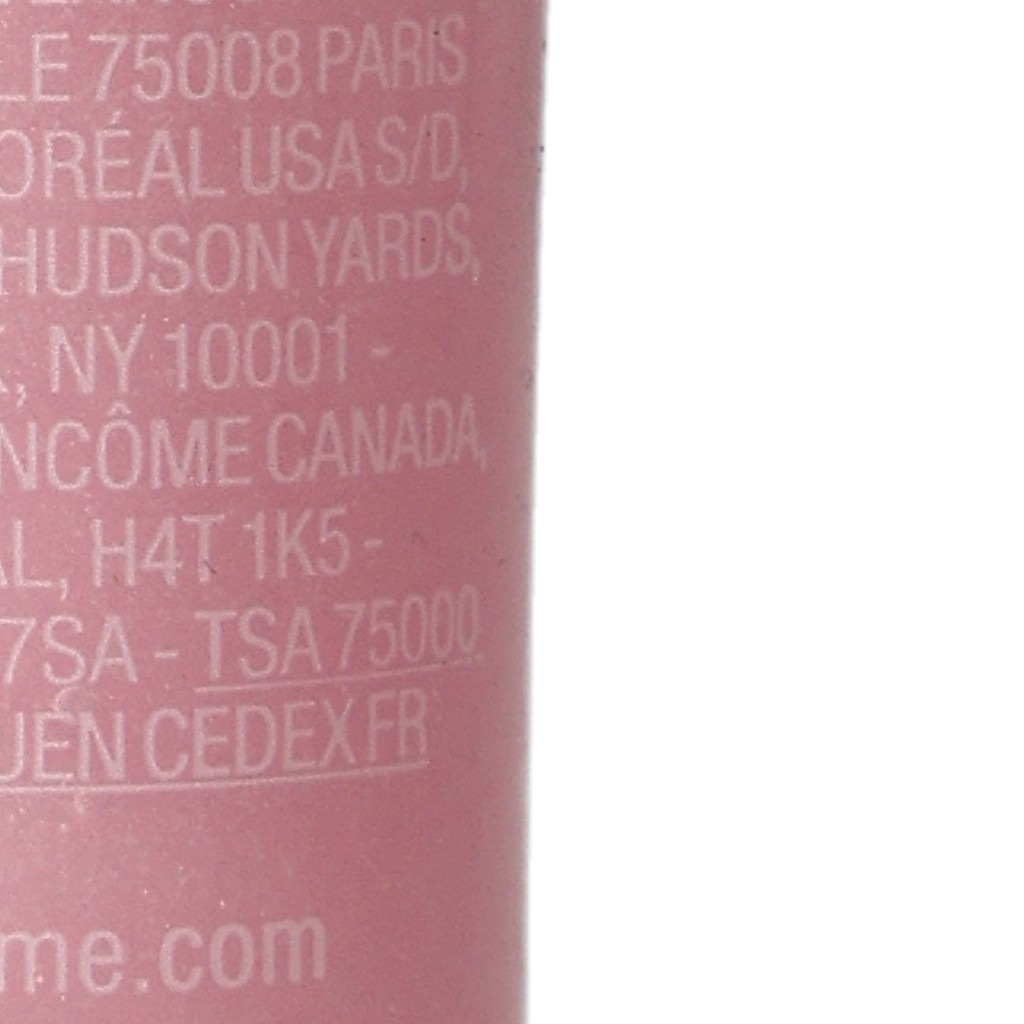 LE 75008 PARIS
ORÉAL USA S/D,
HUDSON YARDS,
, NY 10001 -
NCÔME CANADA,
AL, H4T 1K5 -
7SA - TSA 75000
UEN CEDEX FR
me.com